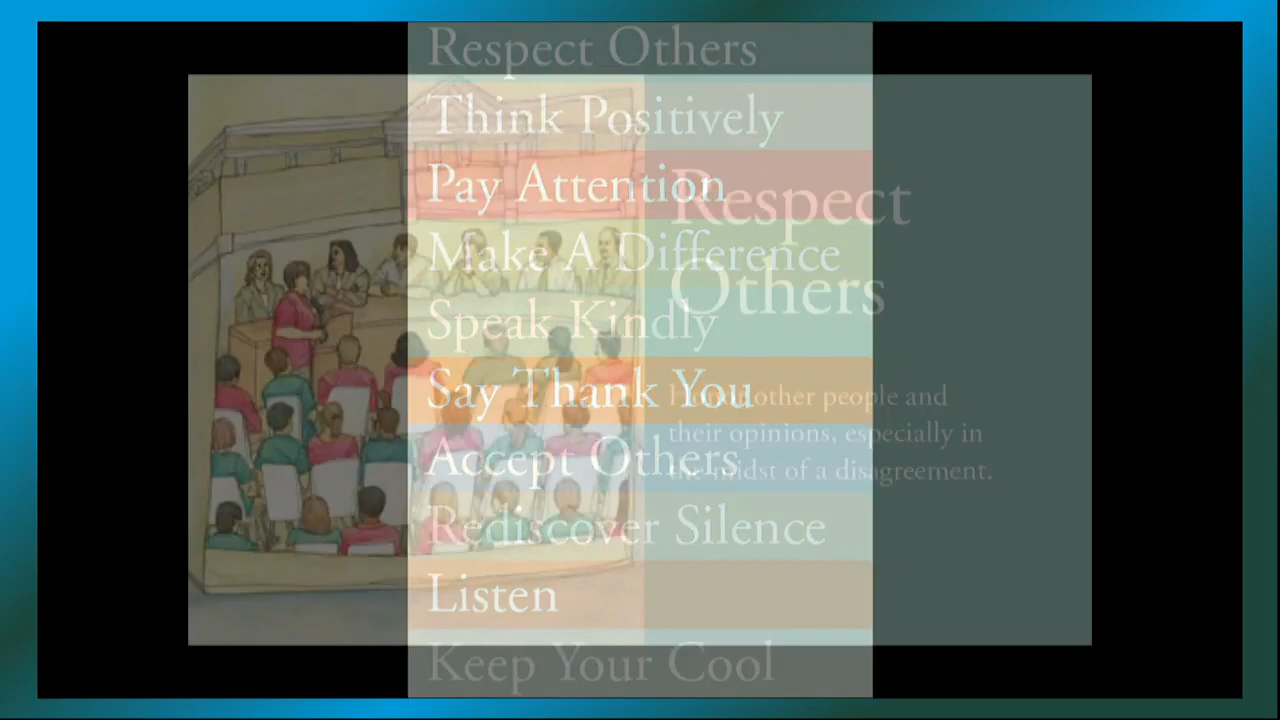 Respect Others
Think Positively
Pay Attention
Make A Difference
Speak Kindly
Say Thank You
Accept Others
Rediscover Silence
Listen
Keep Your Cool
Respect
Others
Honor other people and
their opinions, especially in
the midst of a disagreement.